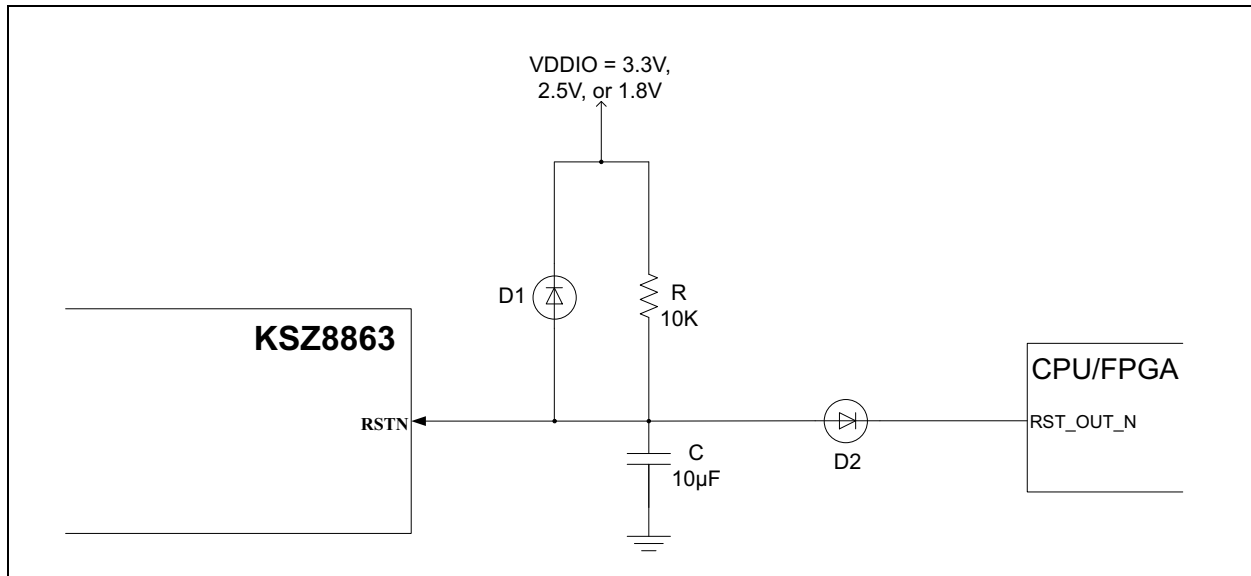 VDDIO = 3.3V,
2.5V, or 1.8V
D1
R
10K
KSZ8863
CPU/FPGA
RSTN
RST_OUT_N
D2
C
10µF